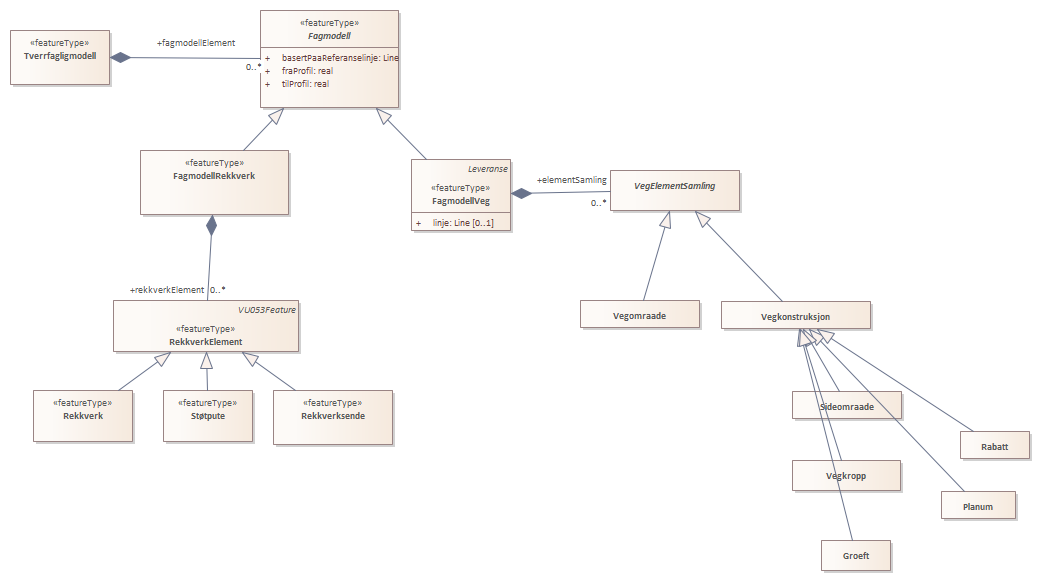 «featureType»
Tverrfagligmodell
+fagmodellElement
0..*
«featureType»
Fagmodell
+ basertPaaReferanselinje: Line
+ fraProfil: real
+ tilProfil: real
«featureType»
FagmodellRekkverk
Leveranse
«featureType»
FagmodellVeg
+ linje: Line [0..1]
+elementSamling
0..*
VegElementSamling
+rekkverkElement 0..*
VU053Feature
«featureType»
RekkverkElement
Vegomraade
Vegkonstruksjon
«featureType»
Rekkverk
«featureType»
Støtpute
«featureType»
Rekkverksende
Sideomraade
Rabatt
Vegkropp
Planum
Groeft